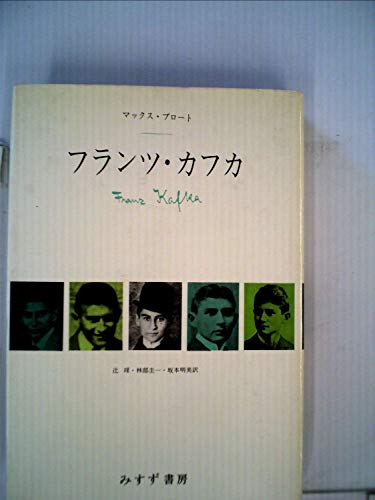 マックス・ブロート
フランツ・カフカ
Franz Kafka
辻 瑆・林部圭一・坂本明美訳
みすず書房